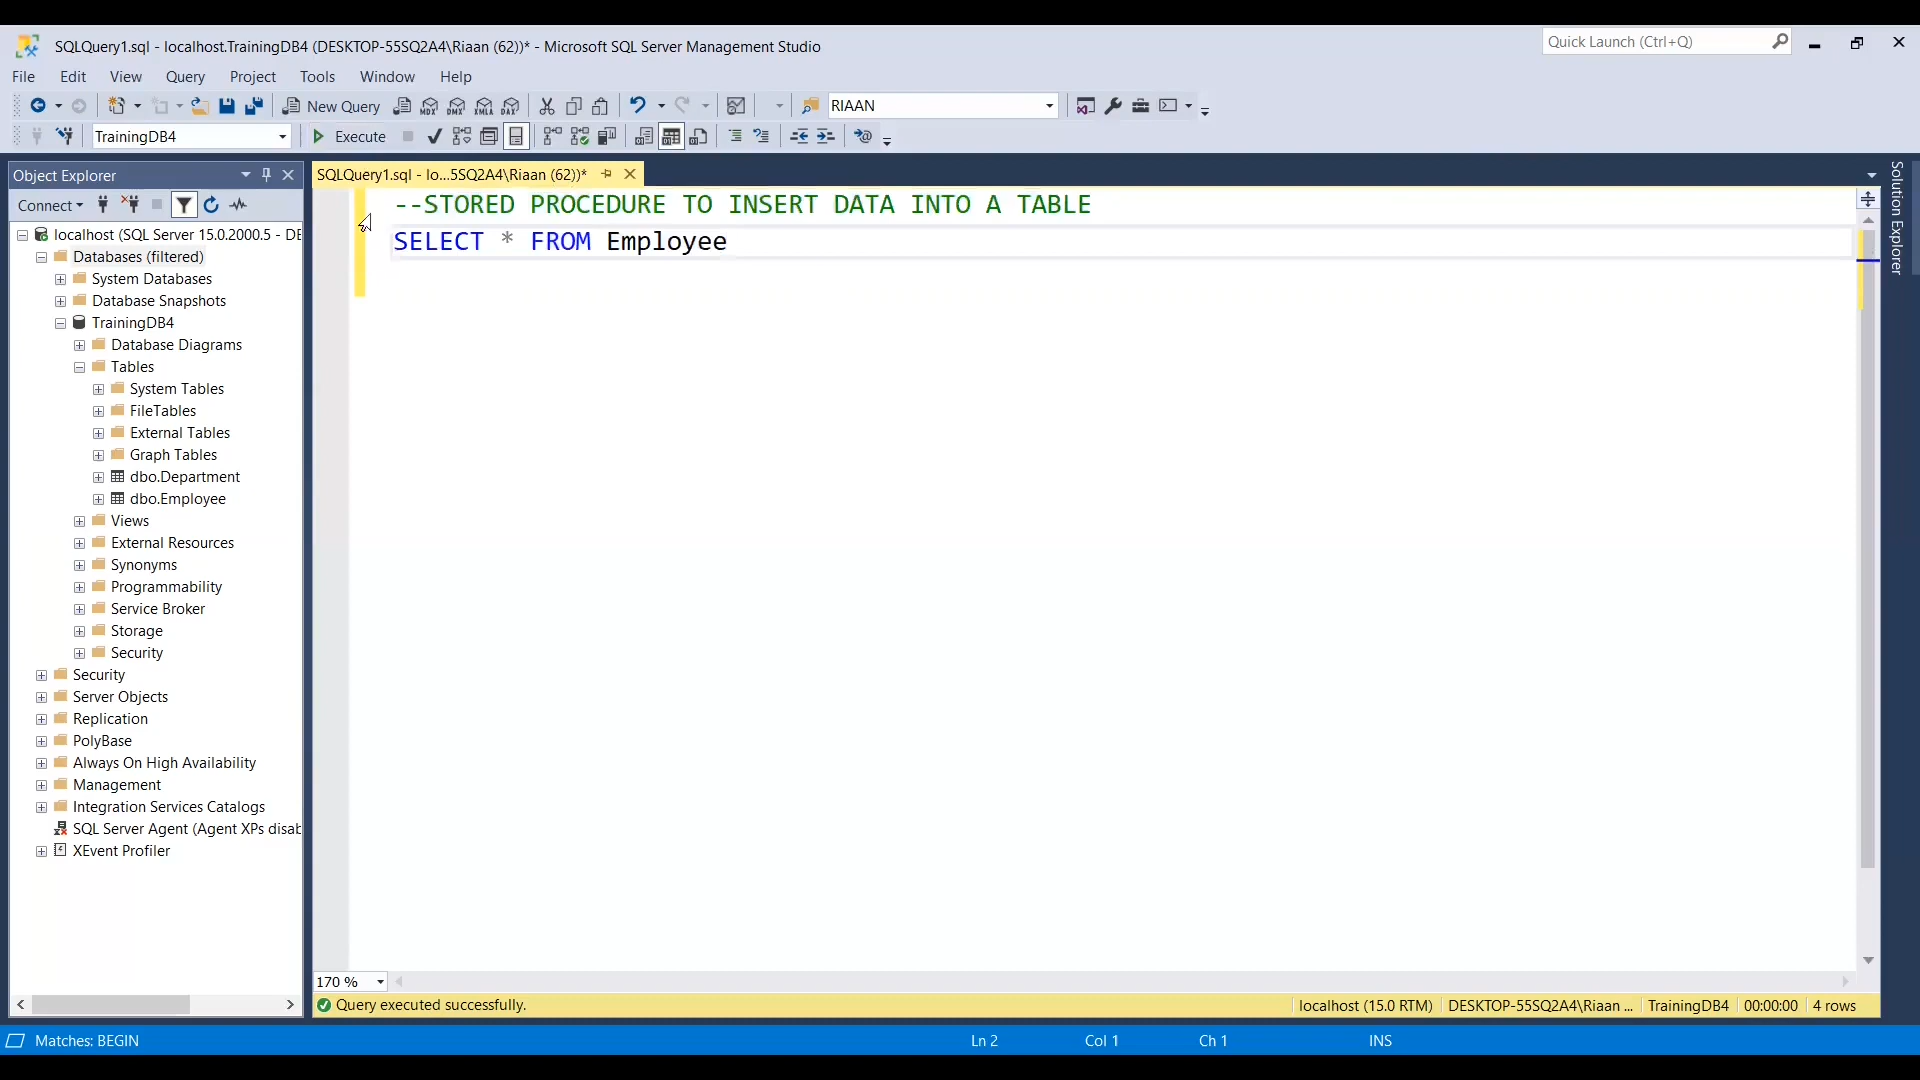 SQLQuery1.sql - localhost.TrainingDB4 (DESKTOP-55SQ2A4\Riaan (62))* - Microsoft SQL Server Management Studio
Quick Launch (Ctrl+Q)
File Edit View Query Project Tools Window Help
New Query MDX DMX XMLA DAX RIAAN
TrainingDB4 Execute
Object Explorer
SQLQuery1.sql - lo...5SQ2A4\Riaan (62))*
Solution Explorer
Connect
localhost (SQL Server 15.0.2000.5 - DE
Databases (filtered)
System Databases
Database Snapshots
TrainingDB4
Database Diagrams
Tables
System Tables
FileTables
External Tables
Graph Tables
dbo.Department
dbo.Employee
Views
External Resources
Synonyms
Programmability
Service Broker
Storage
Security
Security
Server Objects
Replication
PolyBase
Always On High Availability
Management
Integration Services Catalogs
SQL Server Agent (Agent XPs disab
XEvent Profiler
--STORED PROCEDURE TO INSERT DATA INTO A TABLE
SELECT * FROM Employee
170 %
Query executed successfully.
localhost (15.0 RTM) DESKTOP-55SQ2A4\Riaan ... TrainingDB4 00:00:00 4 rows
Matches: BEGIN Ln 2 Col 1 Ch 1 INS